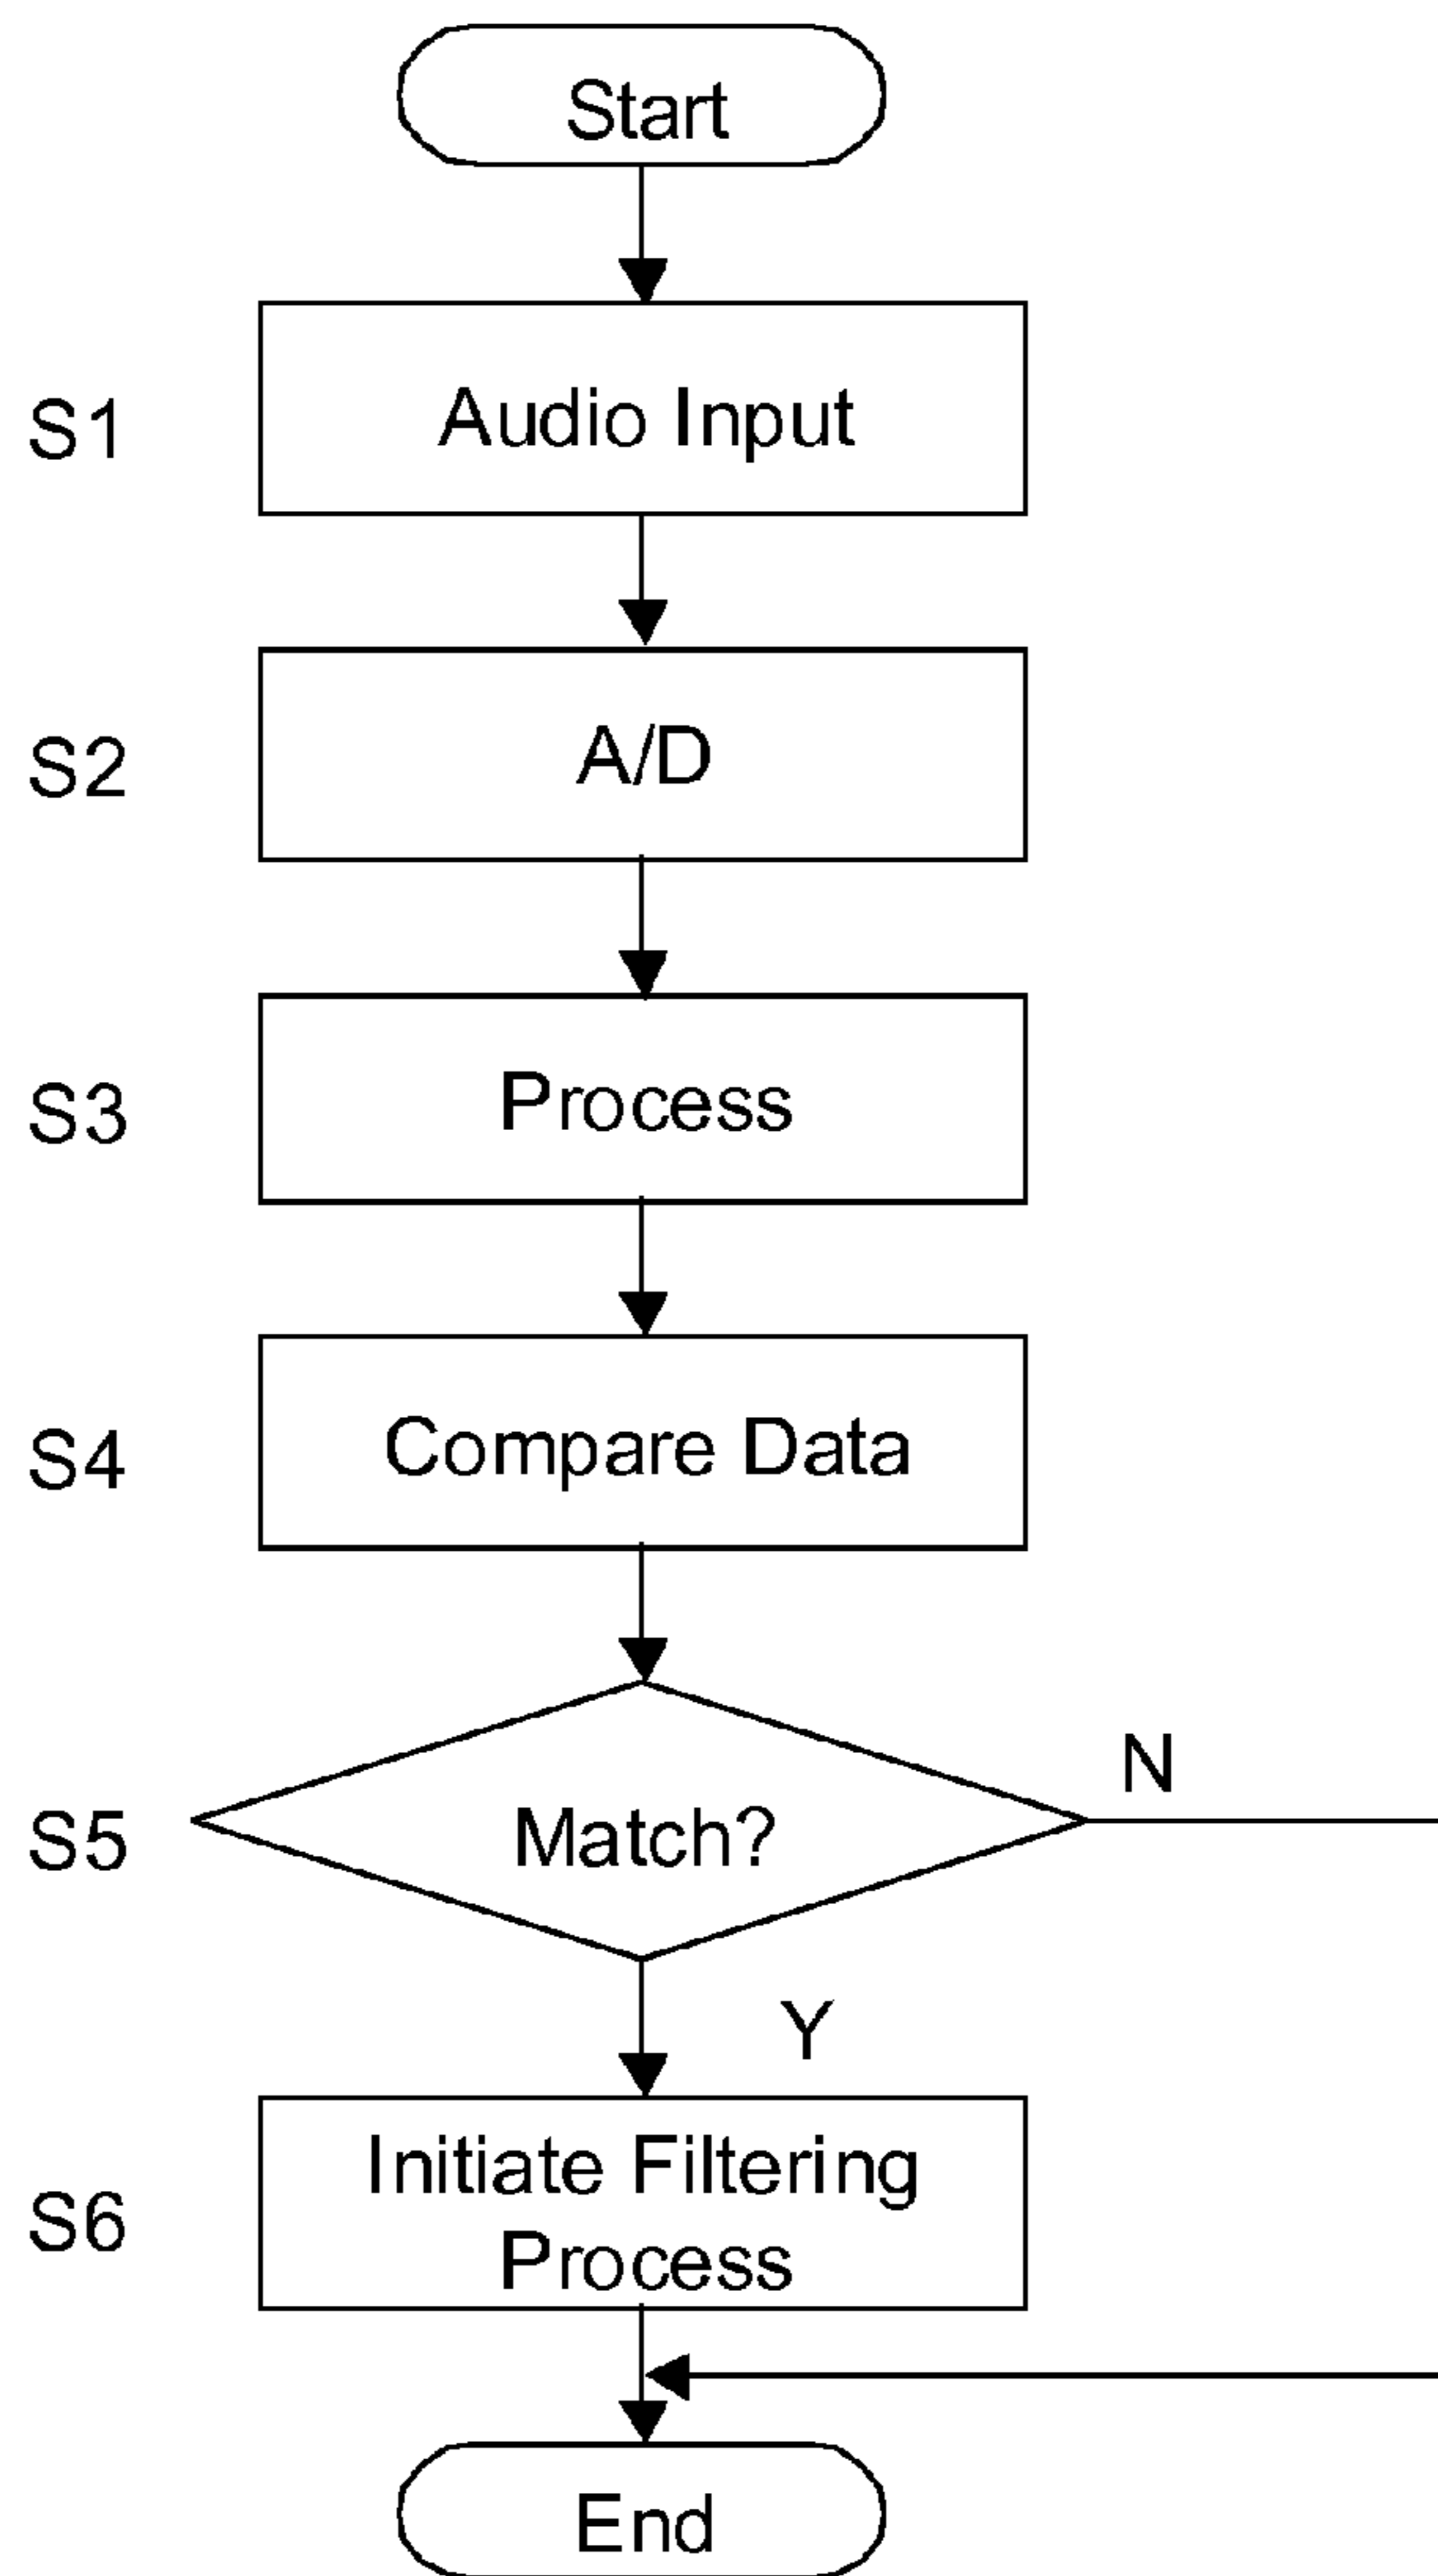 Start
S1
Audio Input
S2
A/D
S3
Process
S4
Compare Data
S5
Match?
N
Y
S6
Initiate Filtering
Process
End